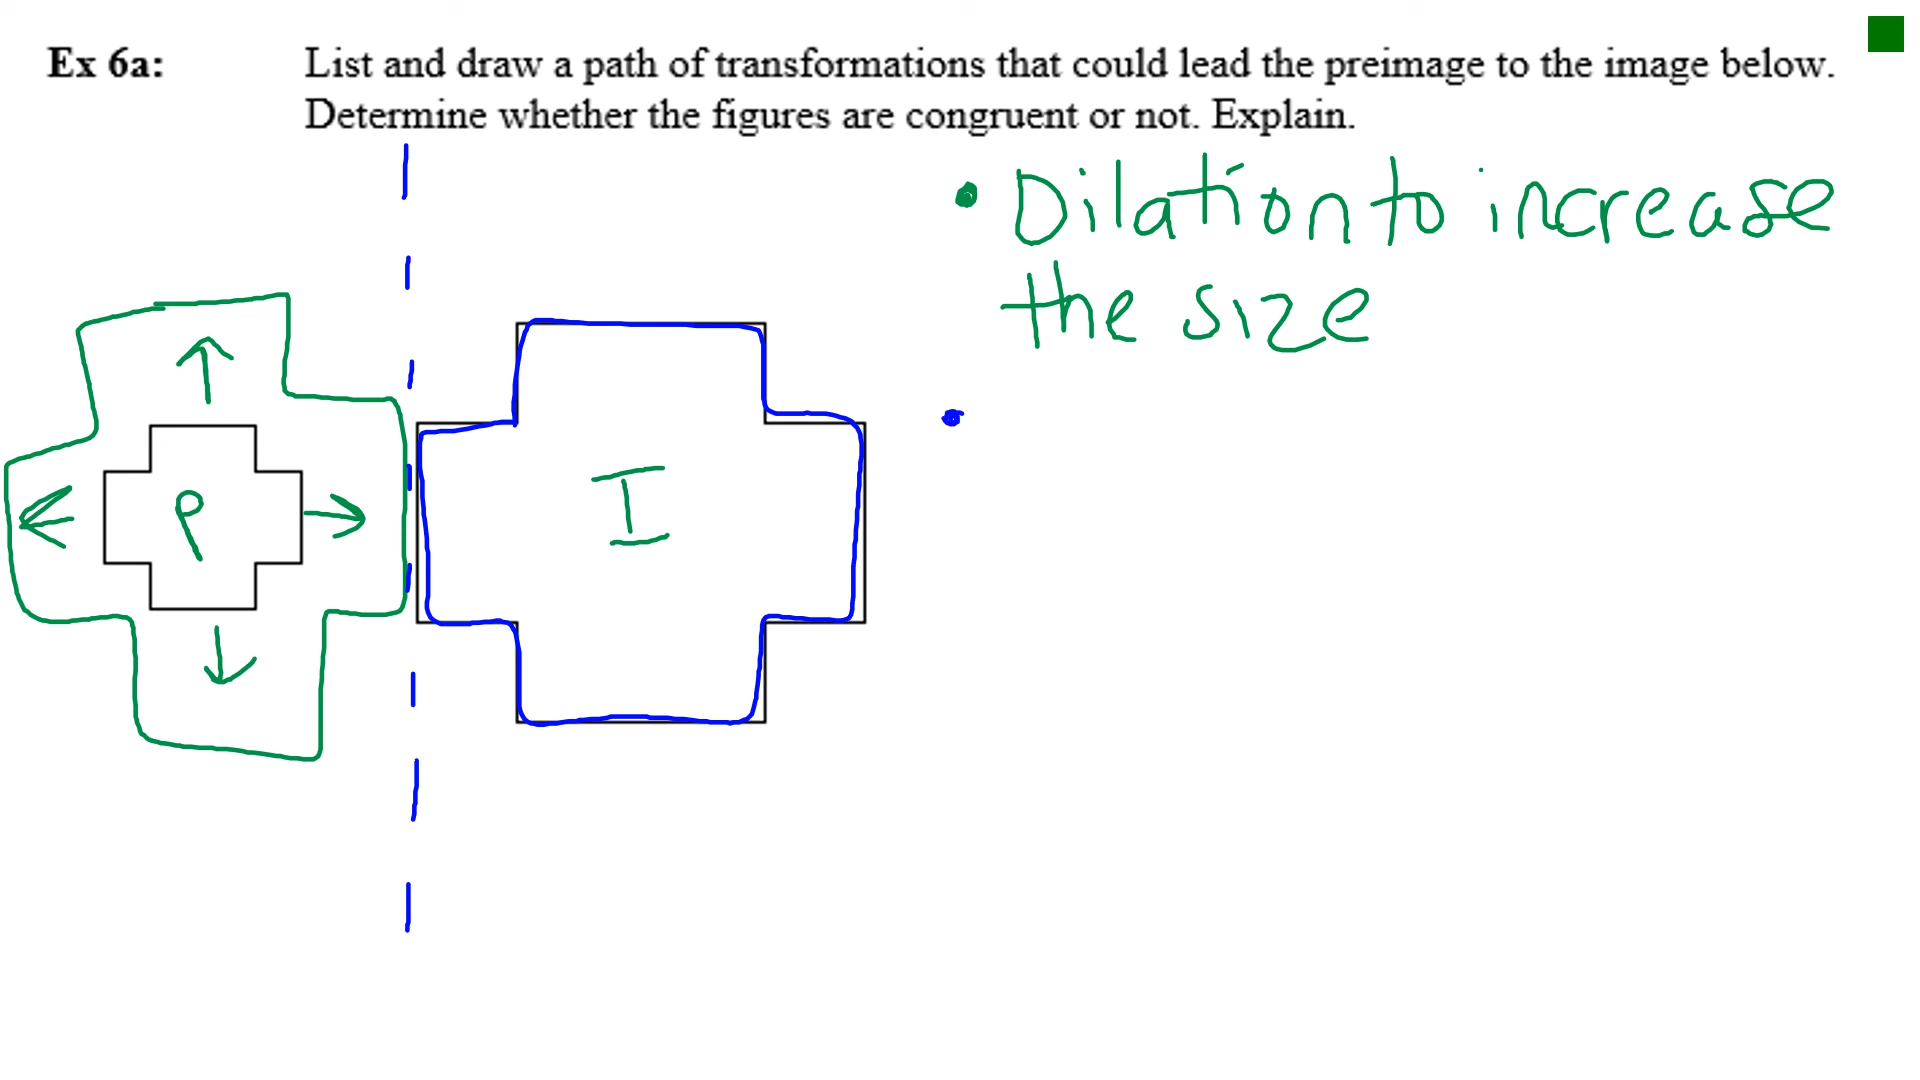 Ex 6a: List and draw a path of transformations that could lead the preimage to the image below.
Determine whether the figures are congruent or not. Explain.
• Dilation to increase
the size
P
I
•